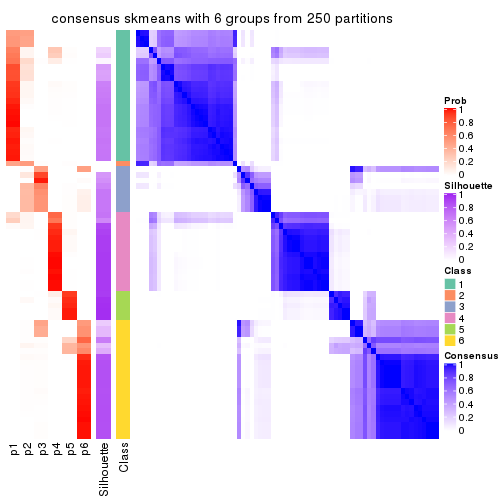 consensus skmeans with 6 groups from 250 partitions
Prob
1
0.8
0.6
0.4
0.2
0
Silhouette
1
0.8
0.6
0.4
0.2
0
Class
1
2
3
4
5
6
Consensus
1
0.8
0.6
0.4
0.2
0
p1
p2
p3
p4
p5
p6
Silhouette
Class